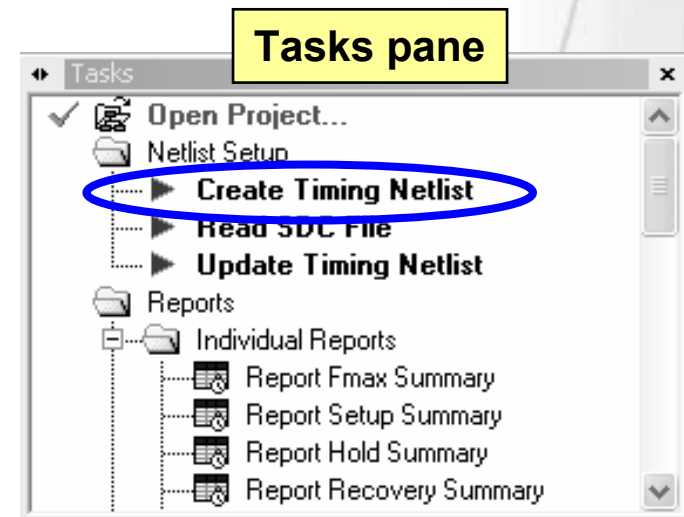 Tasks pane
Tasks
Open Project...
Netlist Setup
Create Timing Netlist
Read SDC File
Update Timing Netlist
Reports
Individual Reports
Report Fmax Summary
Report Setup Summary
Report Hold Summary
Report Recovery Summary